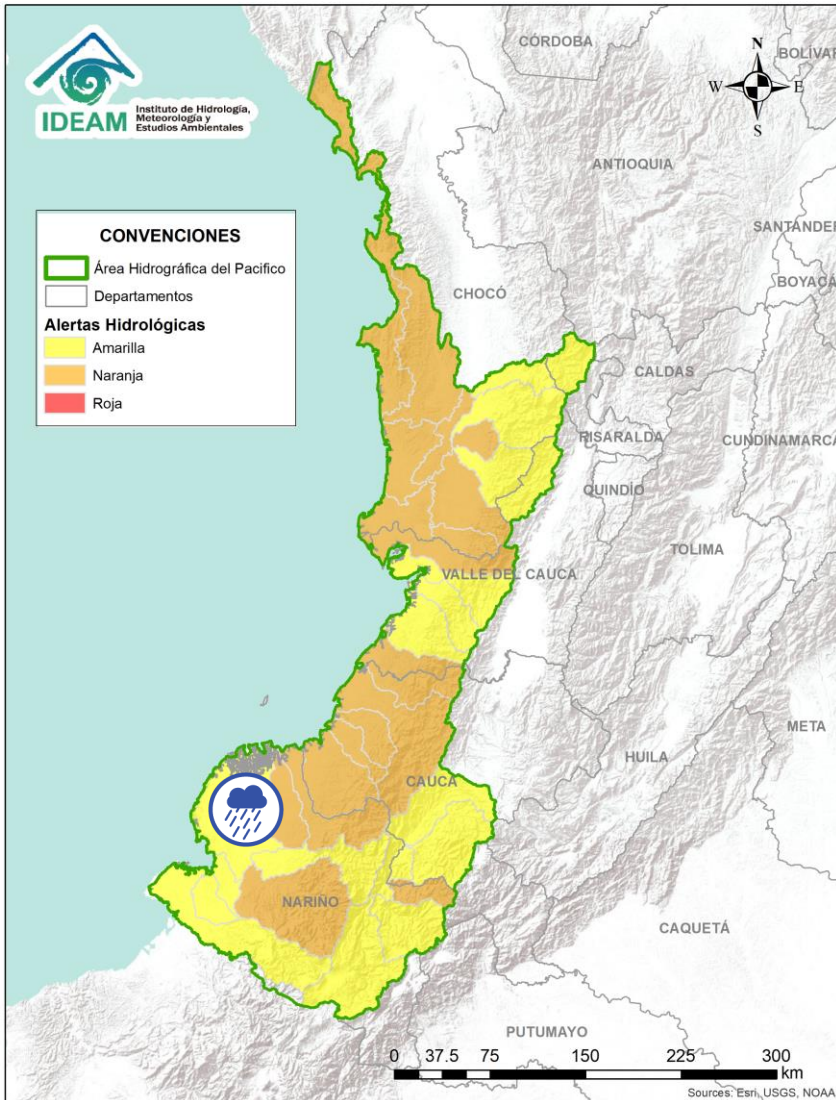 IDEAM
Instituto de Hidrología,
Meteorología y
Estudios Ambientales
CÓRDOBA
BOLÍVAR
N
W
E
S
ANTIOQUIA
SANTANDER
BOYACÁ
CONVENCIONES
Área Hidrográfica del Pacifico
Departamentos
Alertas Hidrológicas
Amarilla
Naranja
Roja
CHOCÓ
CALDAS
RISARALDA
CUNDINAMARCA
QUINDÍO
TOLIMA
VALLE DEL CAUCA
META
HUILA
CAUCA
NARIÑO
CAQUETÁ
PUTUMAYO
0 37.5 75 150 225 300
km
Sources: Esri, USGS, NOAA